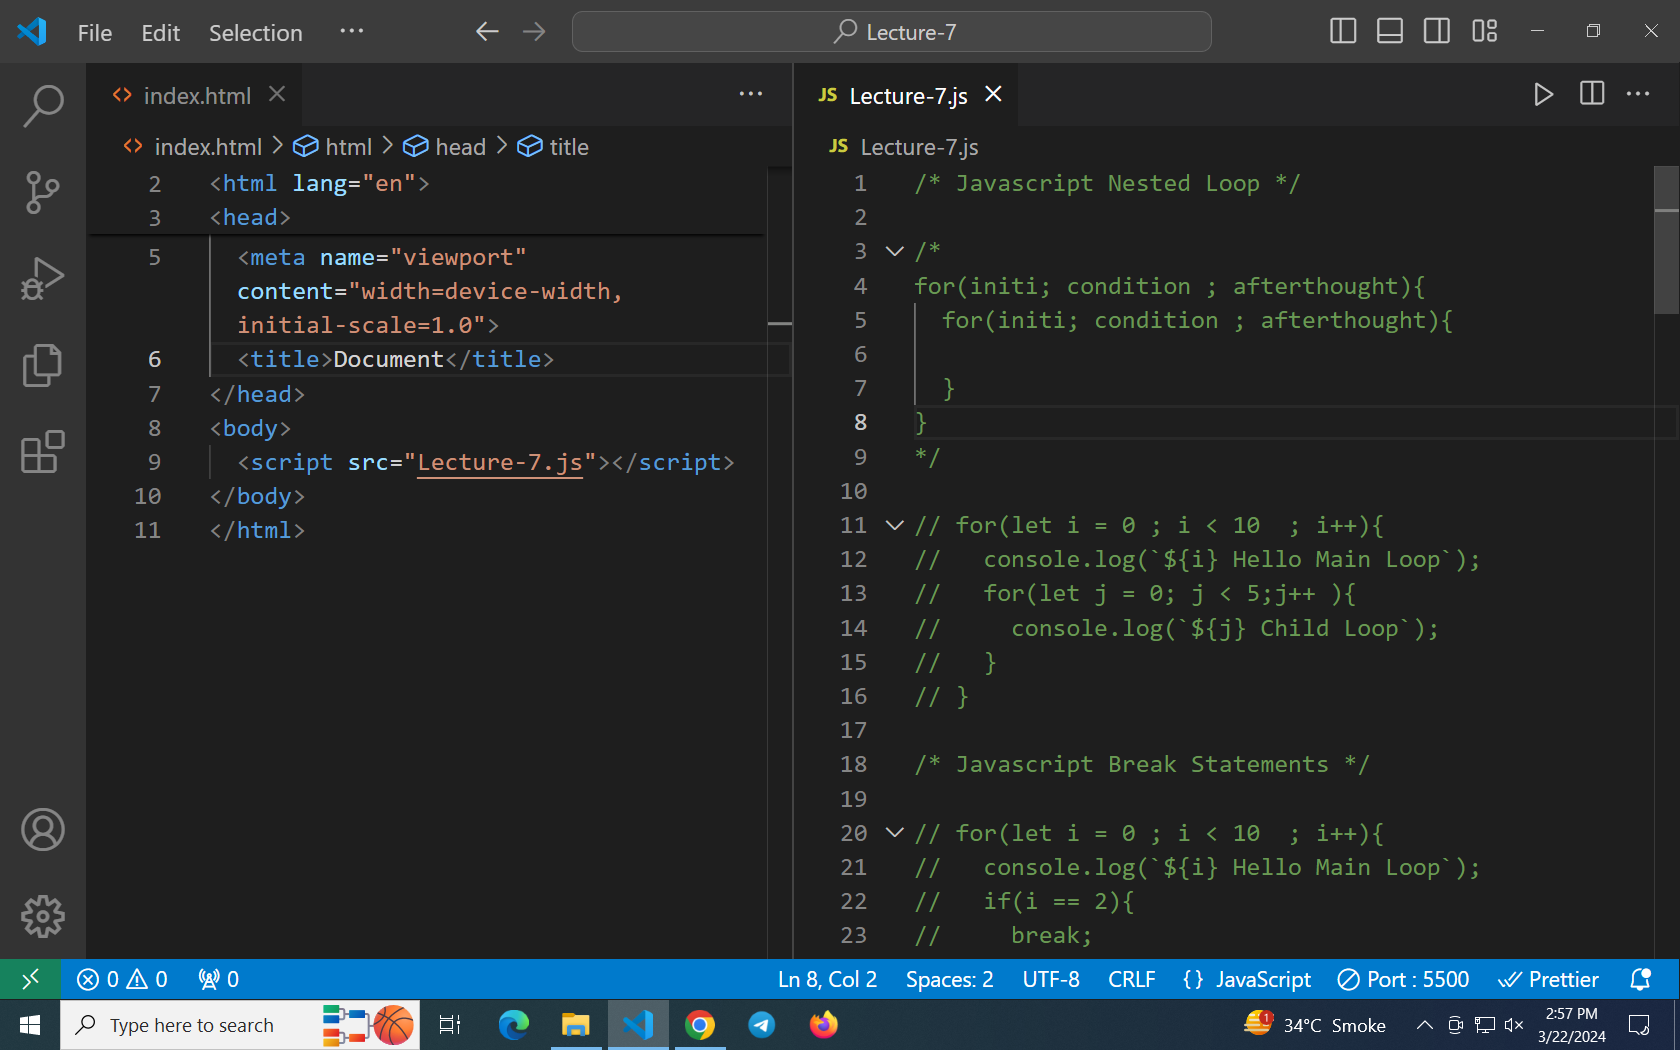 File Edit Selection ··· Lecture-7
index.html
index.html > html > head > title
2 <html lang="en">
3 <head>
5   <meta name="viewport"
content="width=device-width,
initial-scale=1.0">
6   <title>Document</title>
7 </head>
8 <body>
9   <script src="Lecture-7.js"></script>
10 </body>
11 </html>
JS Lecture-7.js
JS Lecture-7.js
1 /* Javascript Nested Loop */
2
3 /*
4 for(initi; condition ; afterthought){
5   for(initi; condition ; afterthought){
6
7   }
8 }
9 */
10
11 // for(let i = 0 ; i < 10  ; i++){
12 //   console.log(`${i} Hello Main Loop`);
13 //   for(let j = 0; j < 5;j++ ){
14 //     console.log(`${j} Child Loop`);
15 //   }
16 // }
17
18 /* Javascript Break Statements */
19
20 // for(let i = 0 ; i < 10  ; i++){
21 //   console.log(`${i} Hello Main Loop`);
22 //   if(i == 2){
23 //     break;
0 0 0 Ln 8, Col 2 Spaces: 2 UTF-8 CRLF {} JavaScript Port : 5500 Prettier
Type here to search 1 34°C Smoke 2:57 PM
3/22/2024